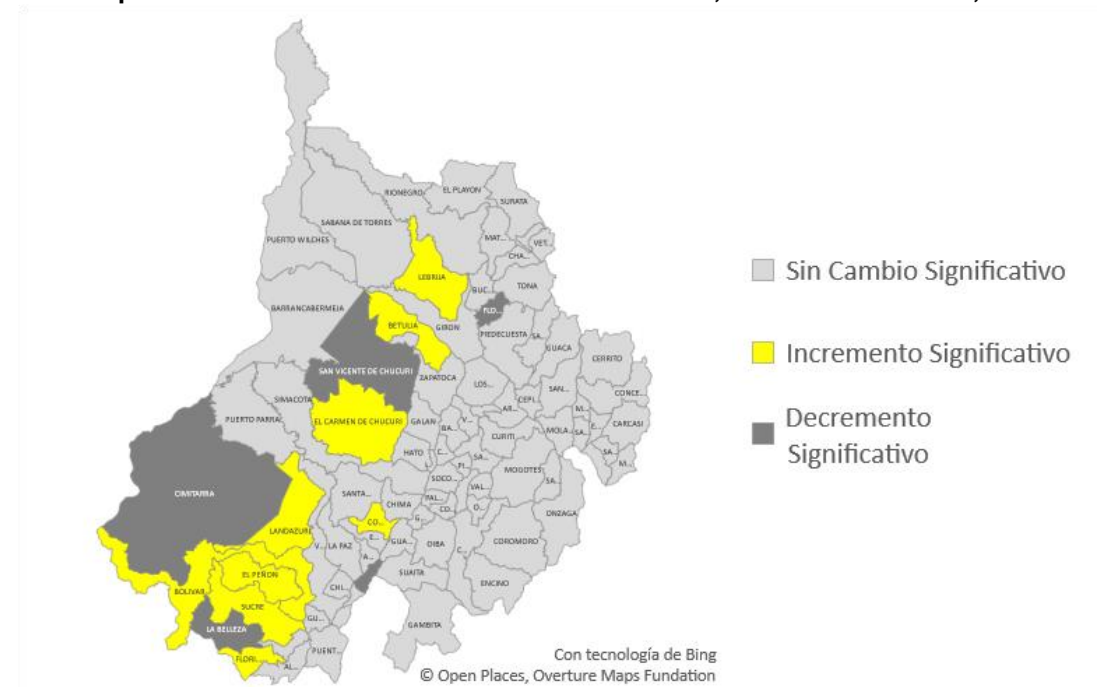 RIONEGRO
EL PLAYON
SURATA
SABANA DE TORRES
PUERTO WILCHES
MAT...
VET...
CHA...
LEBRIJA
BUC...
TONA
BARRANCABERMEJA
FLO...
BETULIA
GIRON
PIEDECUESTA
SA...
GUACA
CERRITO
SAN VICENTE DE CHUCURI
ZAPATOCA
LOS...
SAN...
CONCE...
SIMACOTA
CEPI...
AR...
M...
PUERTO PARRA
EL CARMEN DE CHUCURI
GALAN
BA...
V...
MOLA...
SA...
E...
CARCASI
CURITI
HATO
C...
SA...
SA...
PI...
M...
MOGOTES
SOCO...
VAL...
SA...
CIMITARRA
SANTA...
CHIMA
PAL...
CO...
O...
ONZAGA
CO...
G...
LANDAZURI
V...
LA PAZ
E...
GUA...
OIBA
C...
COROMORO
A...
SUAITA
EL PEÑON
CHI...
ENCINO
BOLIVAR
SUCRE
GU...
GAMBITA
LA BELLEZA
PUENT...
FLORI...
AL...
Sin Cambio Significativo
Incremento Significativo
Decremento
Significativo
Con tecnología de Bing
© Open Places, Overture Maps Fundation